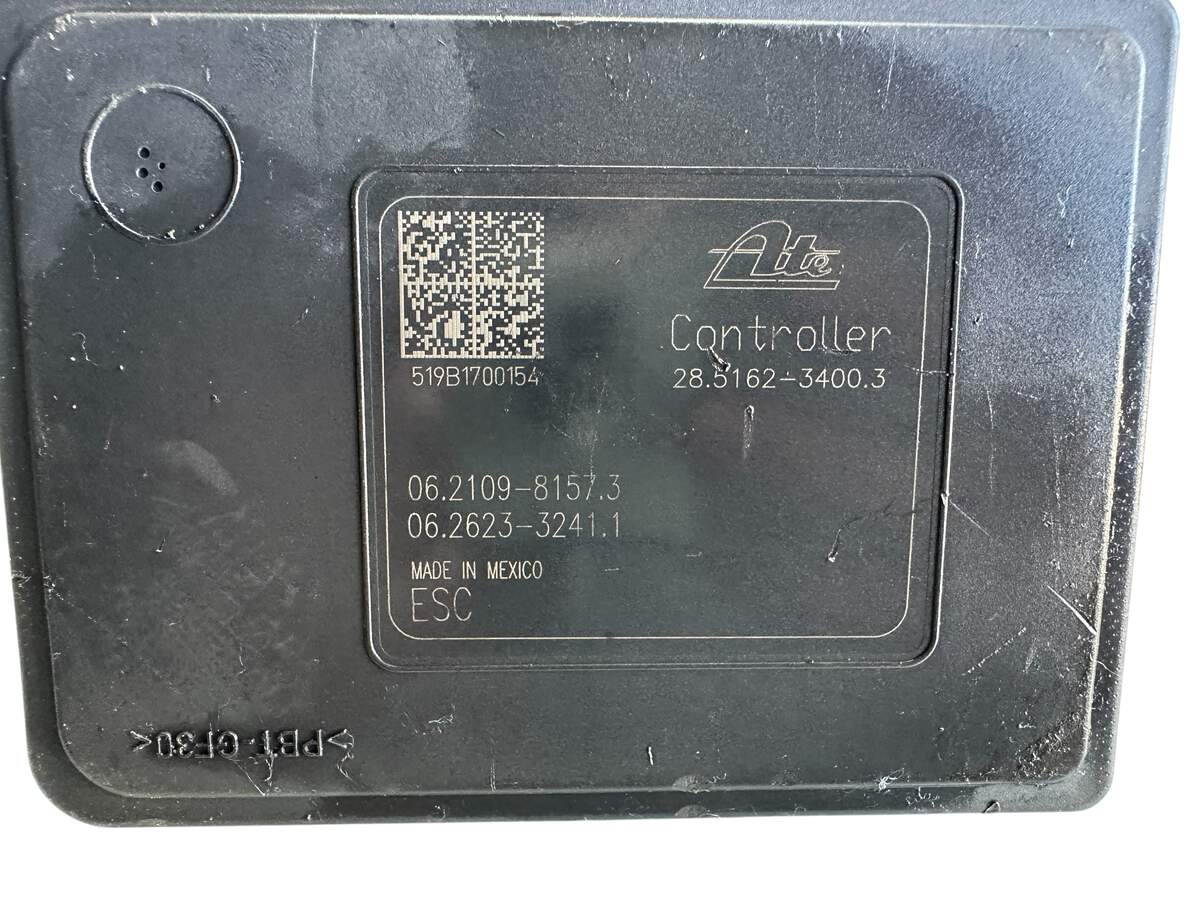 Ate
Controller
519B1700154
28.5162-3400.3
06.2109-8157.3
06.2623-3241.1
MADE IN MEXICO
ESC
>PBT-GF30<